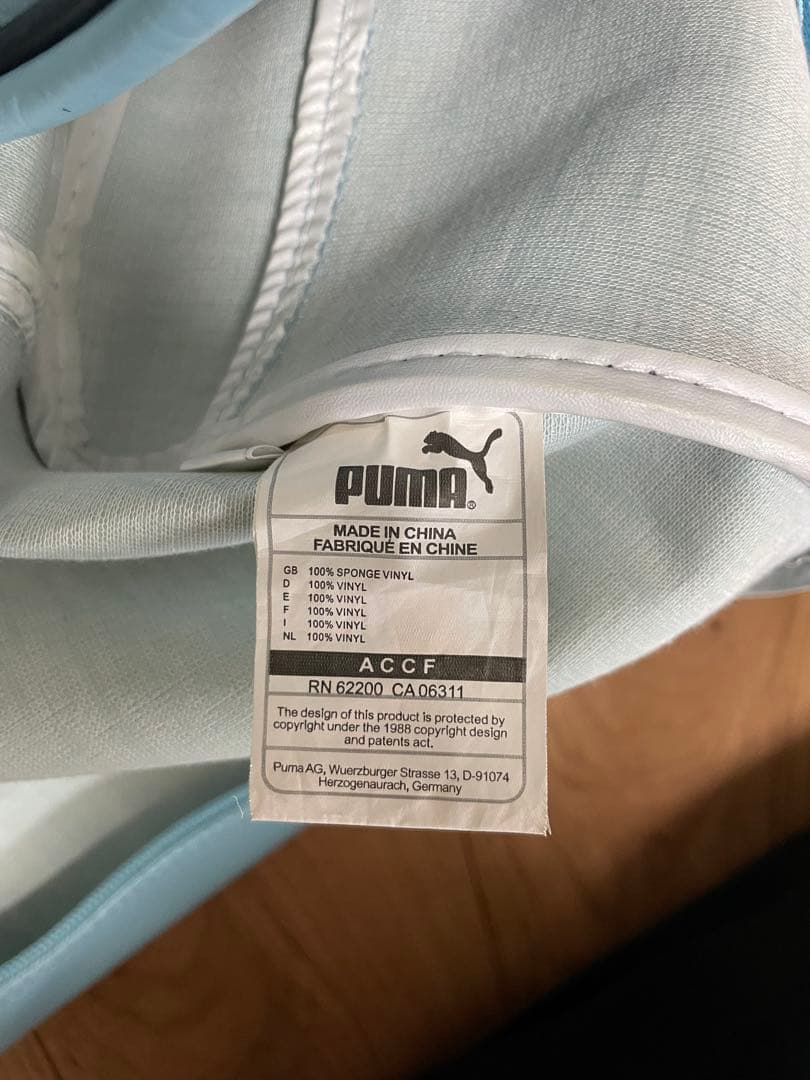 PUMA®
MADE IN CHINA
FABRIQUÉ EN CHINE
GB 100% SPONGE VINYL
D 100% VINYL
E 100% VINYL
F 100% VINYL
I 100% VINYL
NL 100% VINYL
ACCF
RN 62200 CA 06311
The design of this product is protected by
copyright under the 1988 copyright design
and patents act.
Puma AG, Wuerzburger Strasse 13, D-91074
Herzogenaurach, Germany